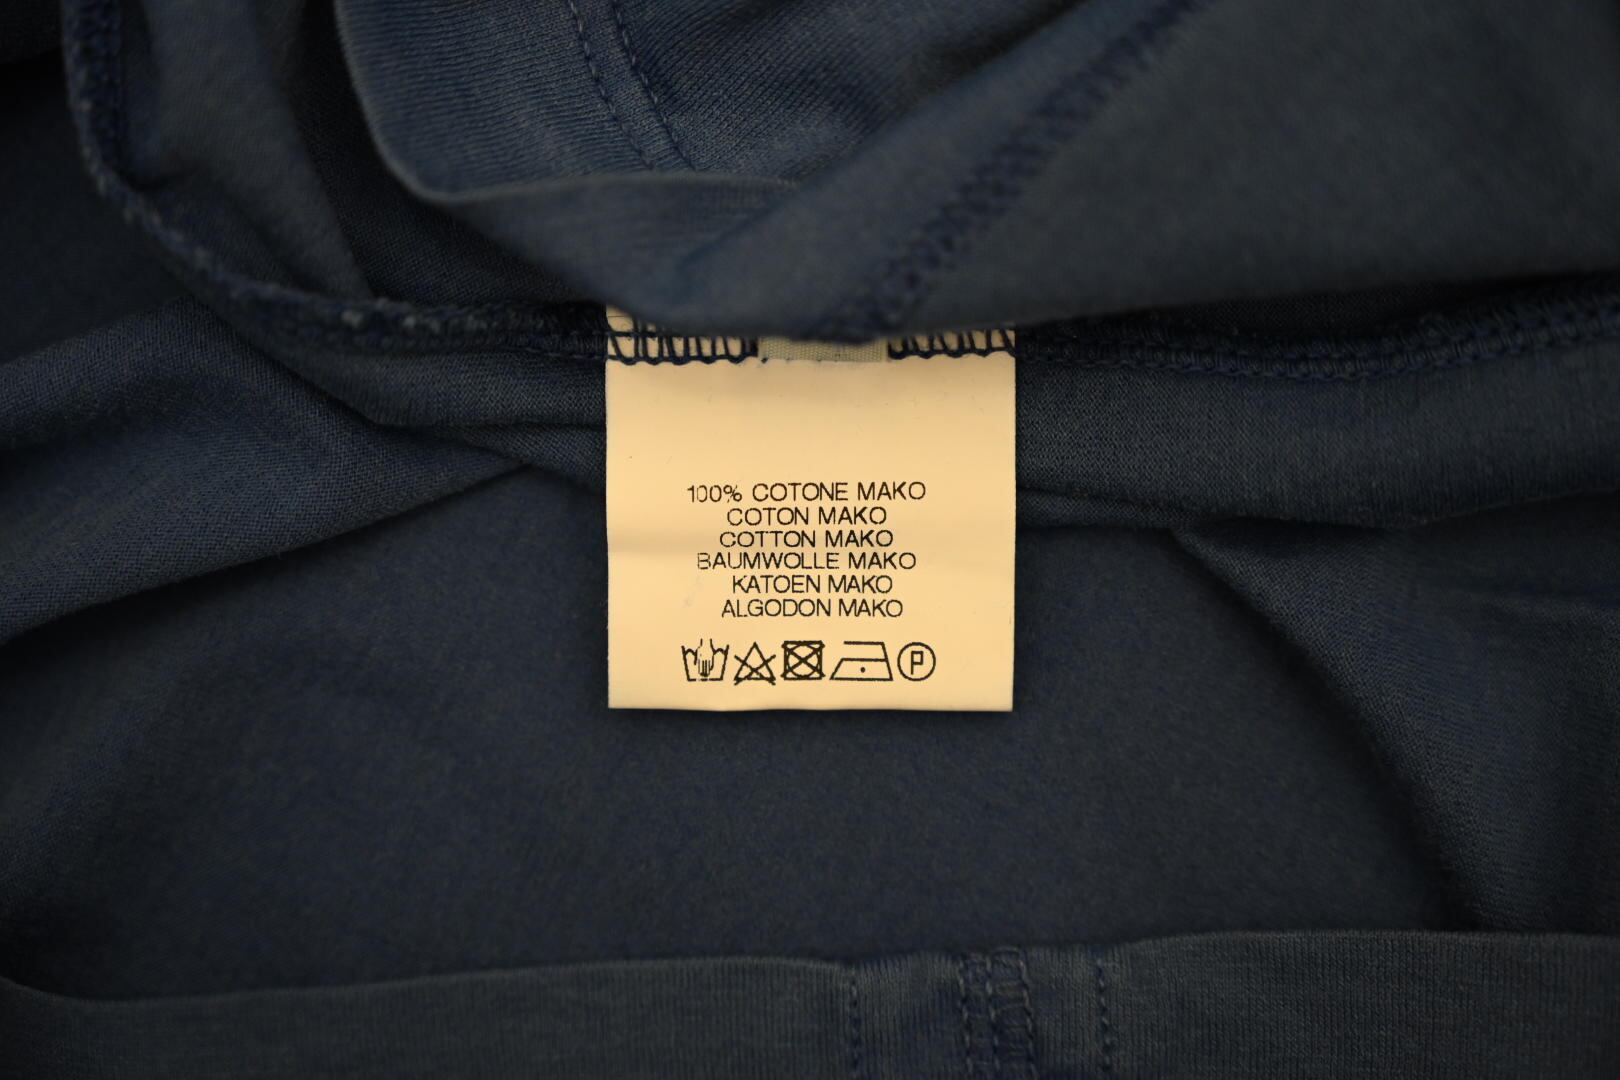 100% COTONE MAKO
COTON MAKO
COTTON MAKO
BAUMWOLLE MAKO
KATOEN MAKO
ALGODON MAKO
P